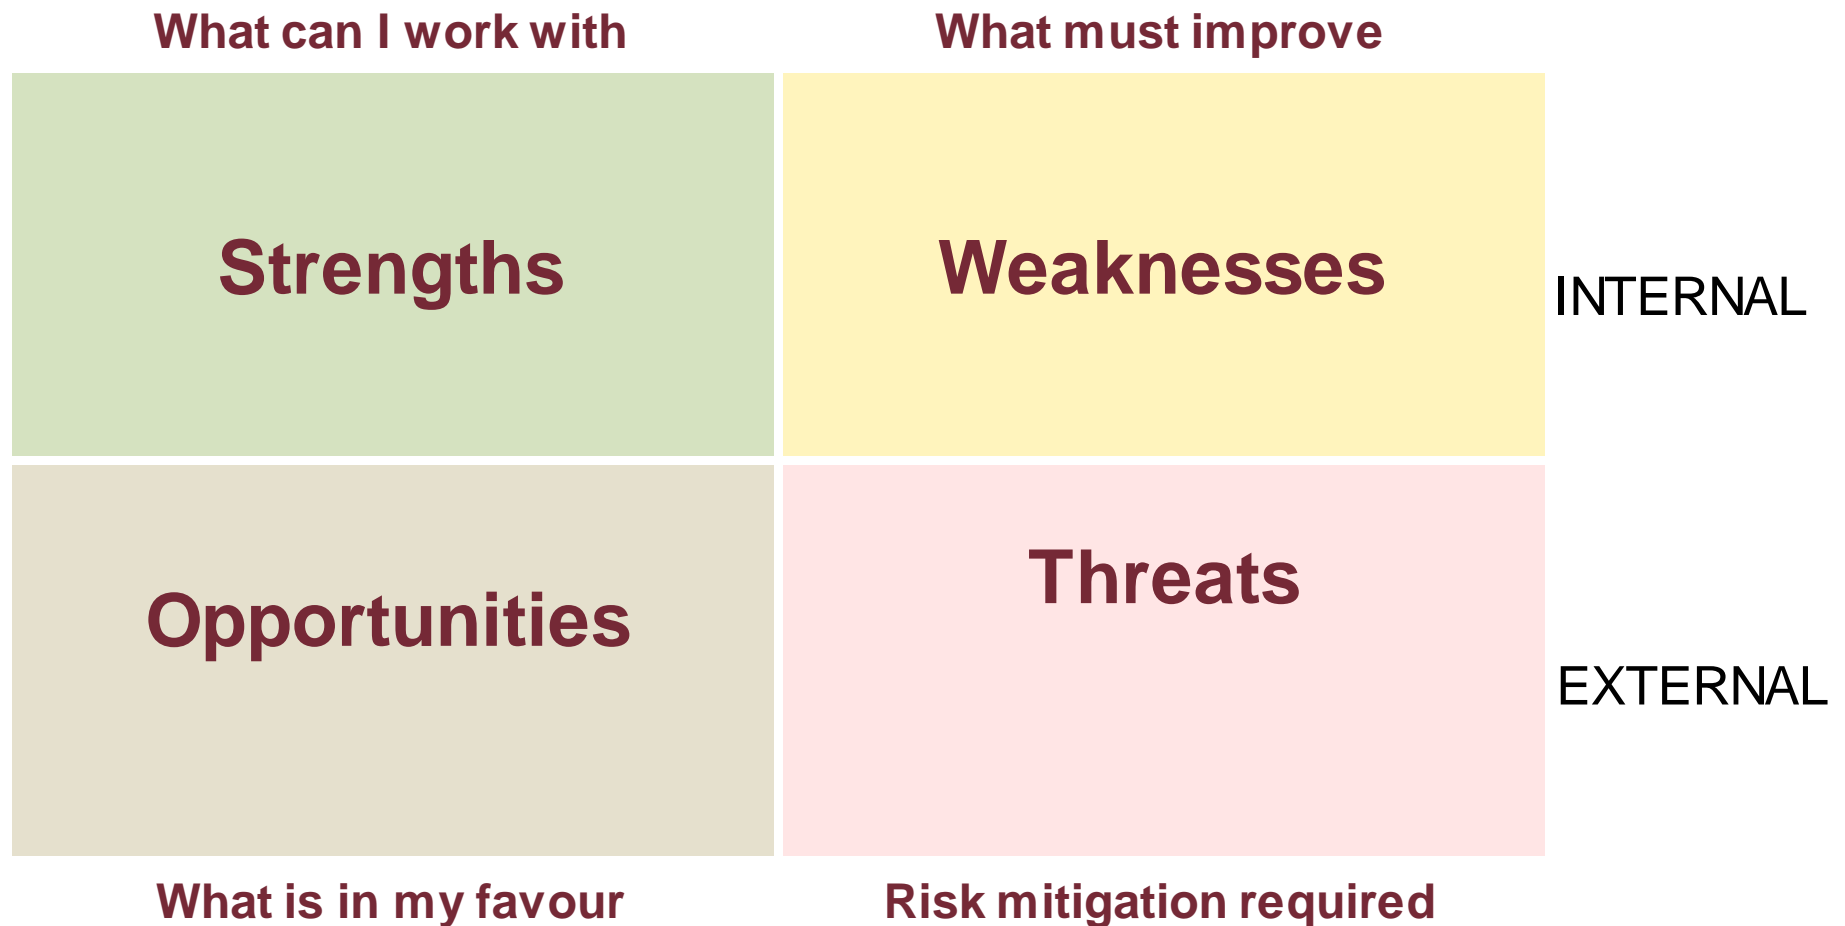 What can I work with
What must improve
Strengths
Weaknesses
INTERNAL
Opportunities
Threats
EXTERNAL
What is in my favour
Risk mitigation required